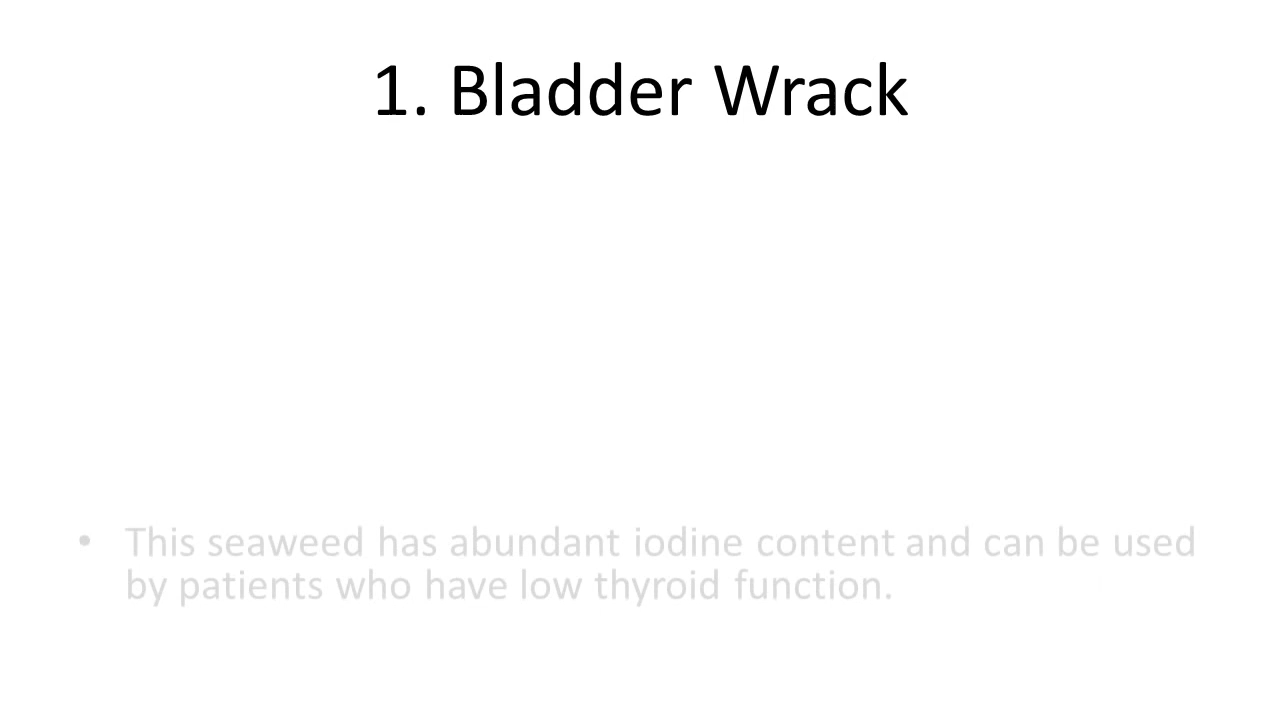 1. Bladder Wrack
• This seaweed has abundant iodine content and can be used
by patients who have low thyroid function.